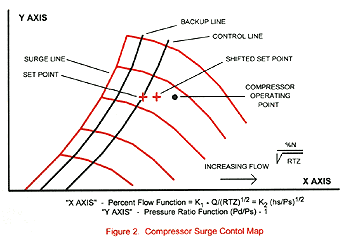 Y AXIS
BACKUP LINE
CONTROL LINE
SURGE LINE
SHIFTED SET POINT
SET POINT
COMPRESSOR
OPERATING
POINT
%N
√RTZ
INCREASING FLOW
X AXIS
"X AXIS" - Percent Flow Function = K1 · Q/(RTZ)1/2 = K2 (hs/Ps)1/2
"Y AXIS" - Pressure Ratio Function (Pd/Ps) - 1
Figure 2. Compressor Surge Contol Map